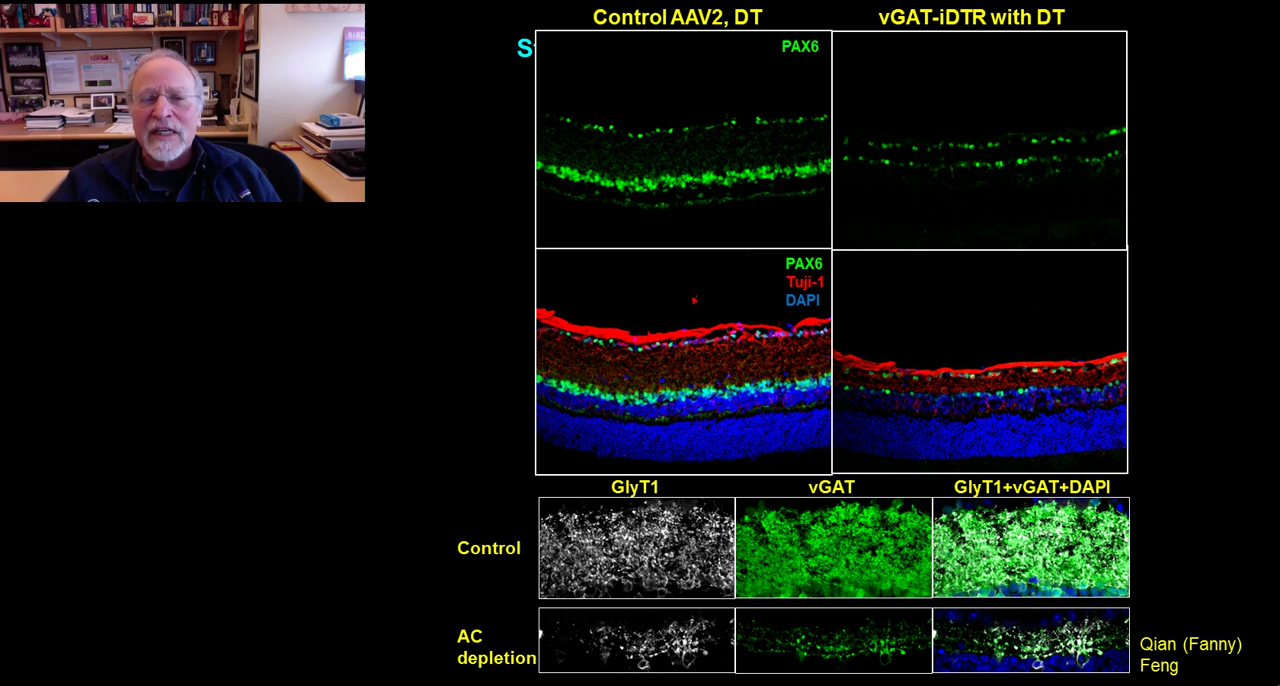 Control AAV2, DT
vGAT-iDTR with DT
PAX6
PAX6
Tuji-1
DAPI
GlyT1
vGAT
GlyT1+vGAT+DAPI
Control
AC
depletion
Qian (Fanny)
Feng